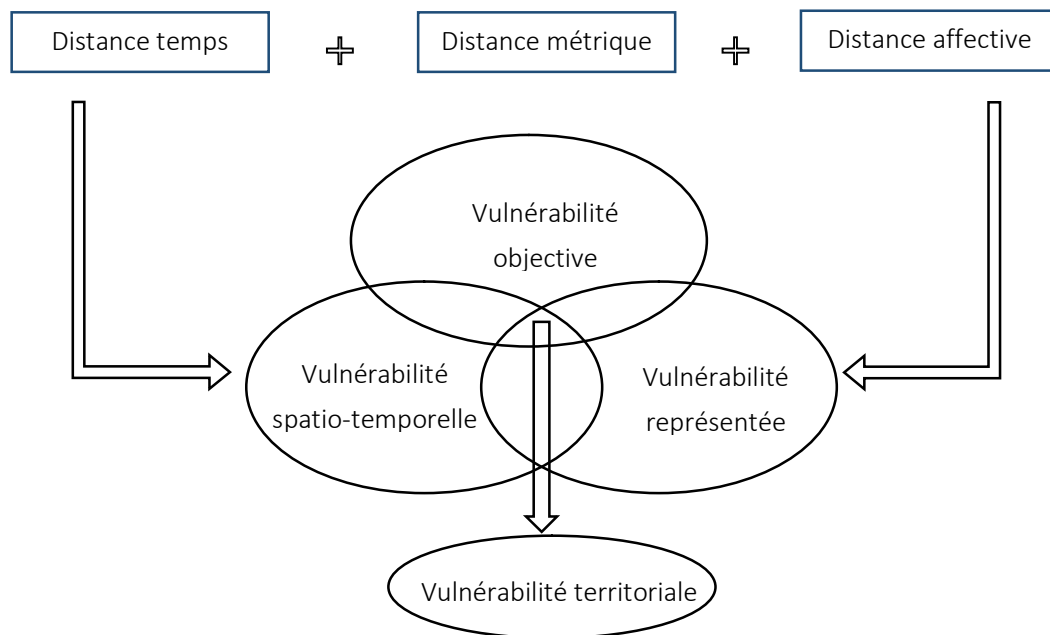 Distance temps + Distance métrique + Distance affective
Vulnérabilité
objective
Vulnérabilité
spatio-temporelle
Vulnérabilité
représentée
Vulnérabilité territoriale